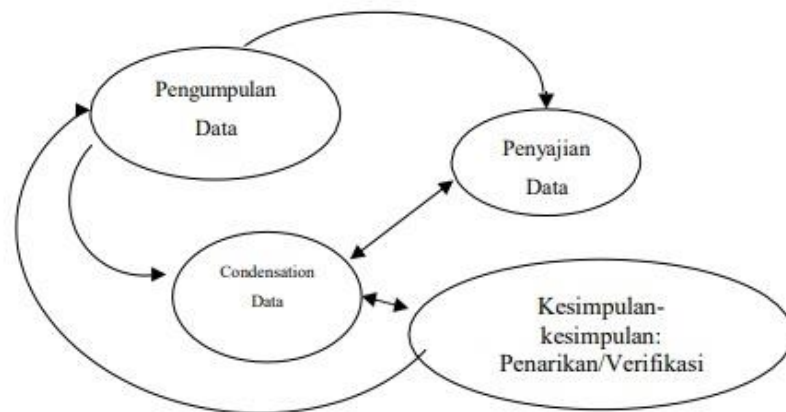 Pengumpulan
Data
Penyajian
Data
Condensation
Data
Kesimpulan-
kesimpulan:
Penarikan/Verifikasi